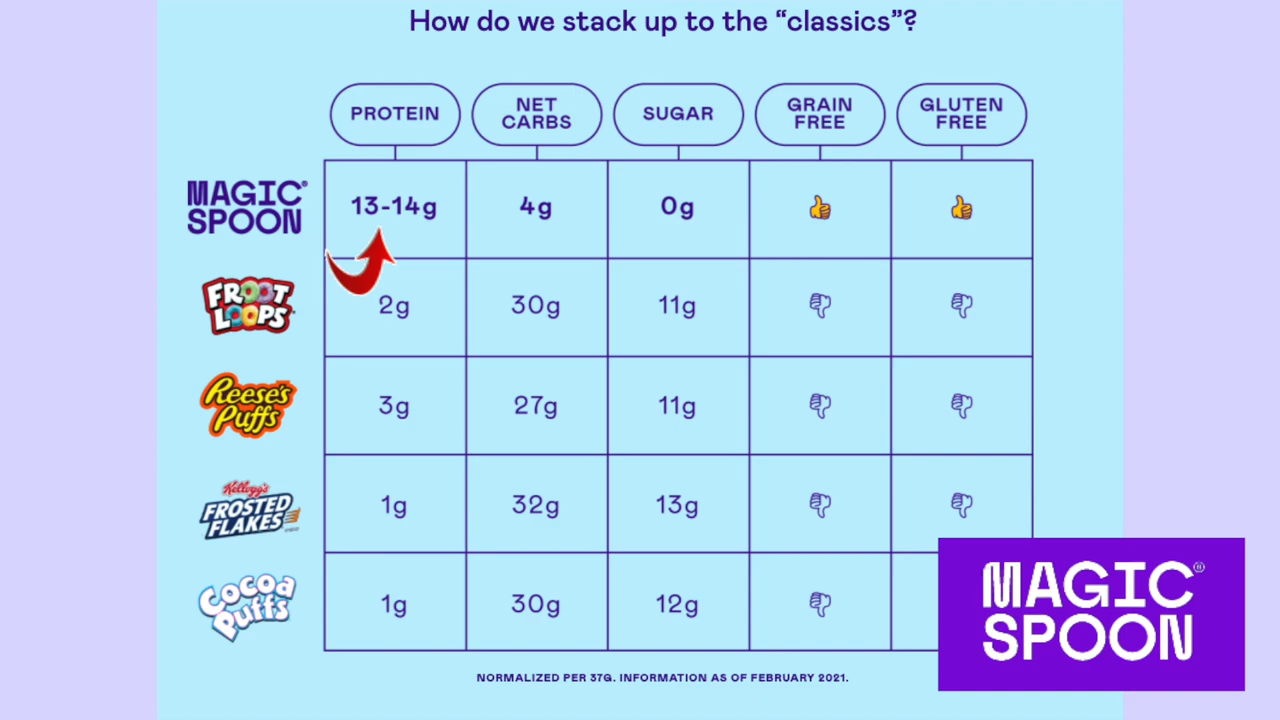 How do we stack up to the “classics”?
PROTEIN
NET
CARBS
SUGAR
GRAIN
FREE
GLUTEN
FREE
MAGIC®
SPOON
13-14g
4g
0g
FROOT
LOOPS
2g
30g
11g
Reese's
Puffs
3g
27g
11g
Kellogg's
FROSTED
FLAKES
1g
32g
13g
Cocoa
Puffs
1g
30g
12g
MAGIC®
SPOON
NORMALIZED PER 37G. INFORMATION AS OF FEBRUARY 2021.